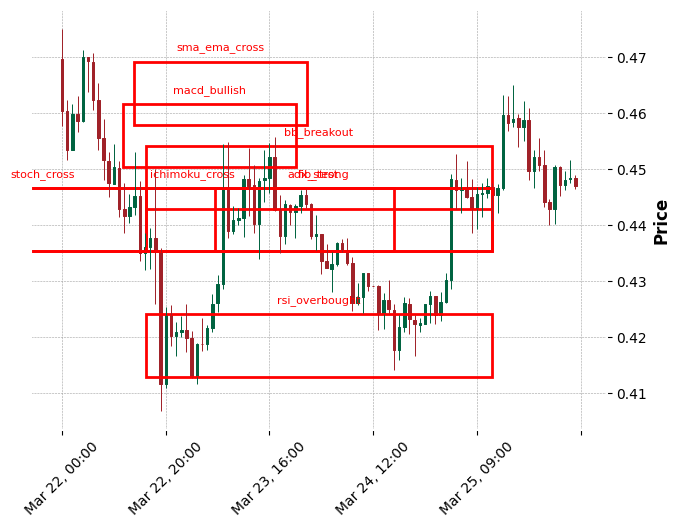 sma_ema_cross
macd_bullish
bb_breakout
stoch_cross
ichimoku_cross
fib_test
rsi_overbought
0.47
0.46
0.45
0.44
0.43
0.42
0.41
Price
Mar 22, 00:00
Mar 22, 20:00
Mar 23, 16:00
Mar 24, 12:00
Mar 25, 09:00